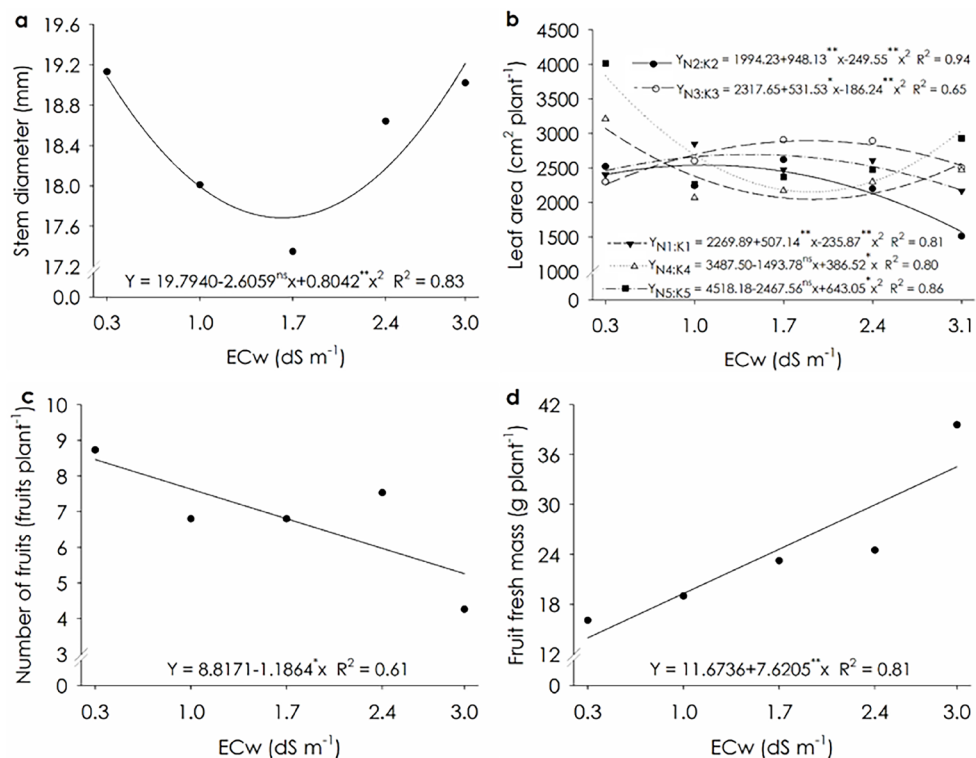 a
19.6
19.2
18.8
18.4
18.0
17.6
17.2
0.0
Stem diameter (mm)
Y = 19.7940-2.6059ⁿˢx+0.8042**x² R² = 0.83
0.3 1.0 1.7 2.4 3.0
ECw (dS m⁻¹)
b
4500
4000
3500
3000
2500
2000
1500
1000
0
Leaf area (cm² plant⁻¹)
Y_N2:K2 = 1994.23+948.13**x-249.55**x² R² = 0.94
Y_N3:K3 = 2317.65+531.53*x-186.24**x² R² = 0.65
Y_N1:K1 = 2269.89+507.14**x-235.87**x² R² = 0.81
Y_N4:K4 = 3487.50-1493.78ⁿˢx+386.52*x R² = 0.80
Y_N5:K5 = 4518.18-2467.56ⁿˢx+643.05*x² R² = 0.86
0.3 1.0 1.7 2.4 3.1
ECw (dS m⁻¹)
c
10
9
8
7
6
5
4
3
0
Number of fruits (fruits plant⁻¹)
Y = 8.8171-1.1864*x R² = 0.61
0.3 1.0 1.7 2.4 3.0
ECw (dS m⁻¹)
d
42
36
30
24
18
12
0
Fruit fresh mass (g plant⁻¹)
Y = 11.6736+7.6205**x R² = 0.81
0.3 1.0 1.7 2.4 3.0
ECw (dS m⁻¹)